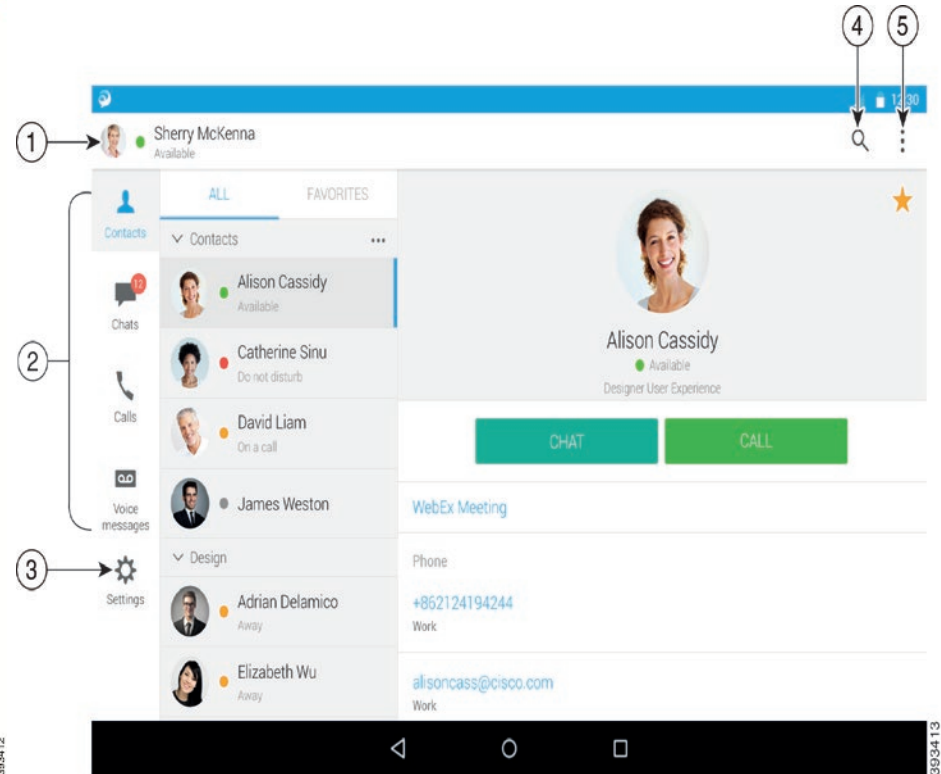 4 5
12:30
1
Sherry McKenna
Available
Contacts
12
Chats
2
Calls
Voice
messages
3
Settings
ALL FAVORITES
Contacts
Alison Cassidy
Available
Catherine Sinu
Do not disturb
David Liam
On a call
James Weston
Design
Adrian Delamico
Away
Elizabeth Wu
Away
Alison Cassidy
Available
Designer User Experience
CHAT CALL
WebEx Meeting
Phone
+862124194244
Work
alisoncass@cisco.com
Work
393412
393413